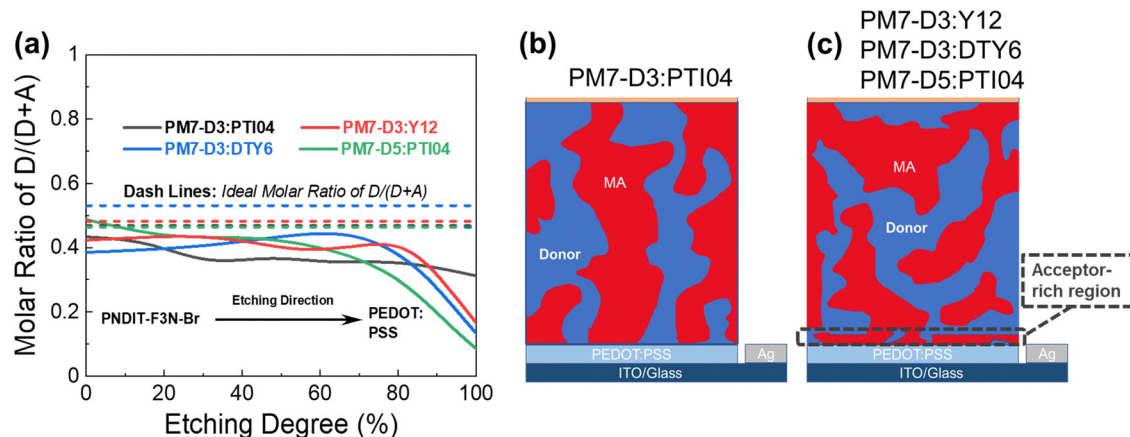 (a)
Molar Ratio of D/(D+A)
1
0.8
0.6
0.4
0.2
0
PM7-D3:PTI04
PM7-D3:Y12
PM7-D3:DTY6
PM7-D5:PTI04
Dash Lines: Ideal Molar Ratio of D/(D+A)
Etching Direction
PNDIT-F3N-Br
PEDOT:
PSS
0 20 40 60 80 100
Etching Degree (%)
(b)
PM7-D3:PTI04
MA
Donor
PEDOT:PSS
Ag
ITO/Glass
(c)
PM7-D3:Y12
PM7-D3:DTY6
PM7-D5:PTI04
MA
Donor
Acceptor-
rich region
PEDOT:PSS
Ag
ITO/Glass